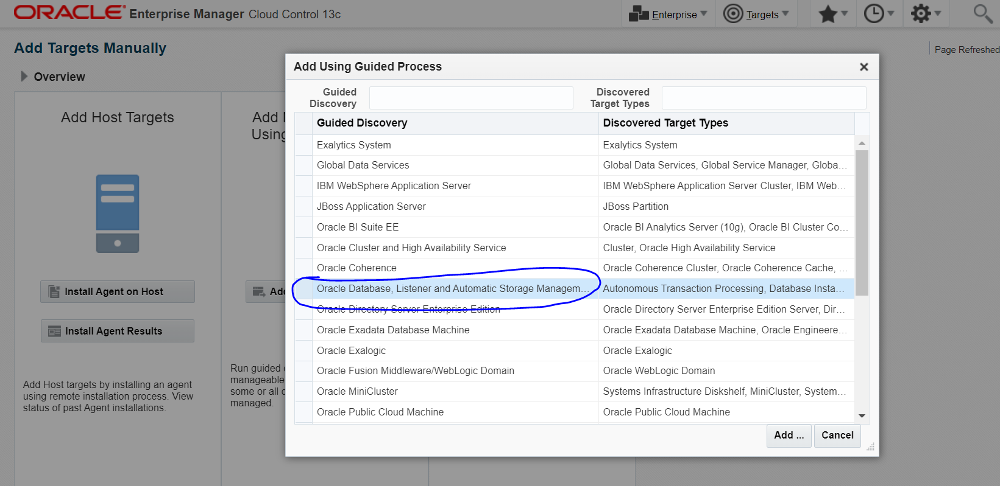 ORACLE Enterprise Manager Cloud Control 13c
Enterprise
Targets
Add Targets Manually
Page Refreshed
Overview
Add Host Targets
Install Agent on Host
Install Agent Results
Add Host targets by installing an agent
using remote installation process. View
status of past Agent installations.
Add
Using
Run guided
manageable
some or all
managed.
Add Using Guided Process
Guided
Discovery
Discovered
Target Types
Guided Discovery Discovered Target Types
Exalytics System Exalytics System
Global Data Services Global Data Services, Global Service Manager, Globa...
IBM WebSphere Application Server IBM WebSphere Application Server Cluster, IBM Web...
JBoss Application Server JBoss Partition
Oracle BI Suite EE Oracle BI Analytics Server (10g), Oracle BI Cluster Co...
Oracle Cluster and High Availability Service Cluster, Oracle High Availability Service
Oracle Coherence Oracle Coherence Cluster, Oracle Coherence Cache, ...
Oracle Database, Listener and Automatic Storage Managem... Autonomous Transaction Processing, Database Insta...
Oracle Directory Server Enterprise Edition Oracle Directory Server Enterprise Edition Server, Dir...
Oracle Exadata Database Machine Oracle Exadata Database Machine, Oracle Engineere...
Oracle Exalogic Oracle Exalogic
Oracle Fusion Middleware/WebLogic Domain Oracle WebLogic Domain
Oracle MiniCluster Systems Infrastructure Diskshelf, MiniCluster, System...
Oracle Public Cloud Machine Oracle Public Cloud Machine
Add ... Cancel